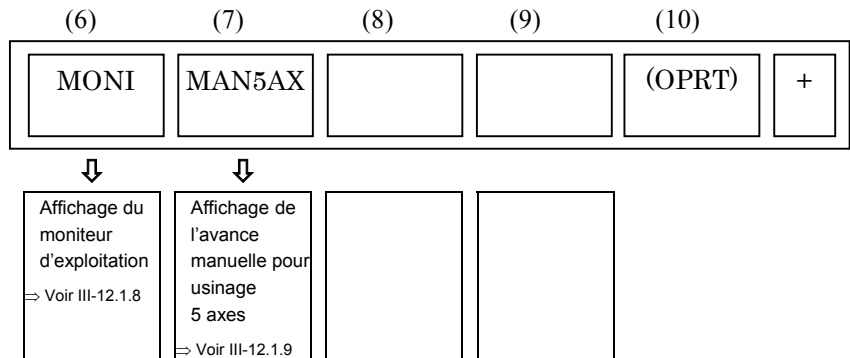 (6) (7) (8) (9) (10)
MONI MAN5AX (OPRT) +
Affichage du
moniteur
d'exploitation
⇒ Voir III-12.1.8
Affichage de
l'avance
manuelle pour
usinage
5 axes
⇒ Voir III-12.1.9